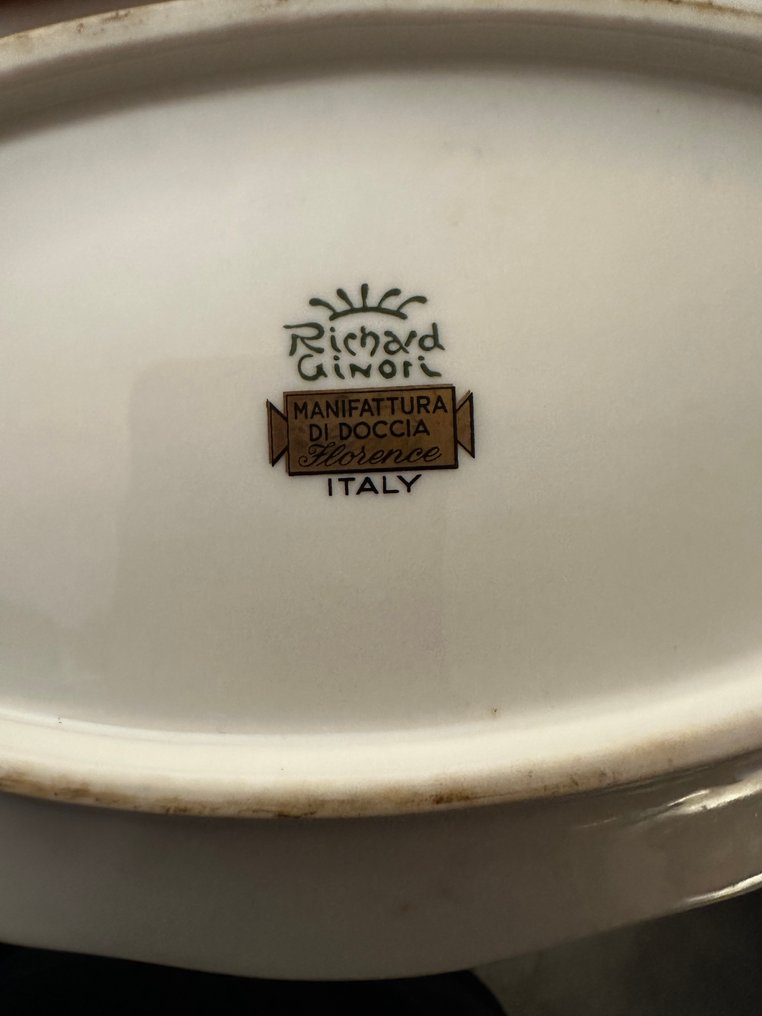 Richard
Ginori
MANIFATTURA
DI DOCCIA
Florence
ITALY